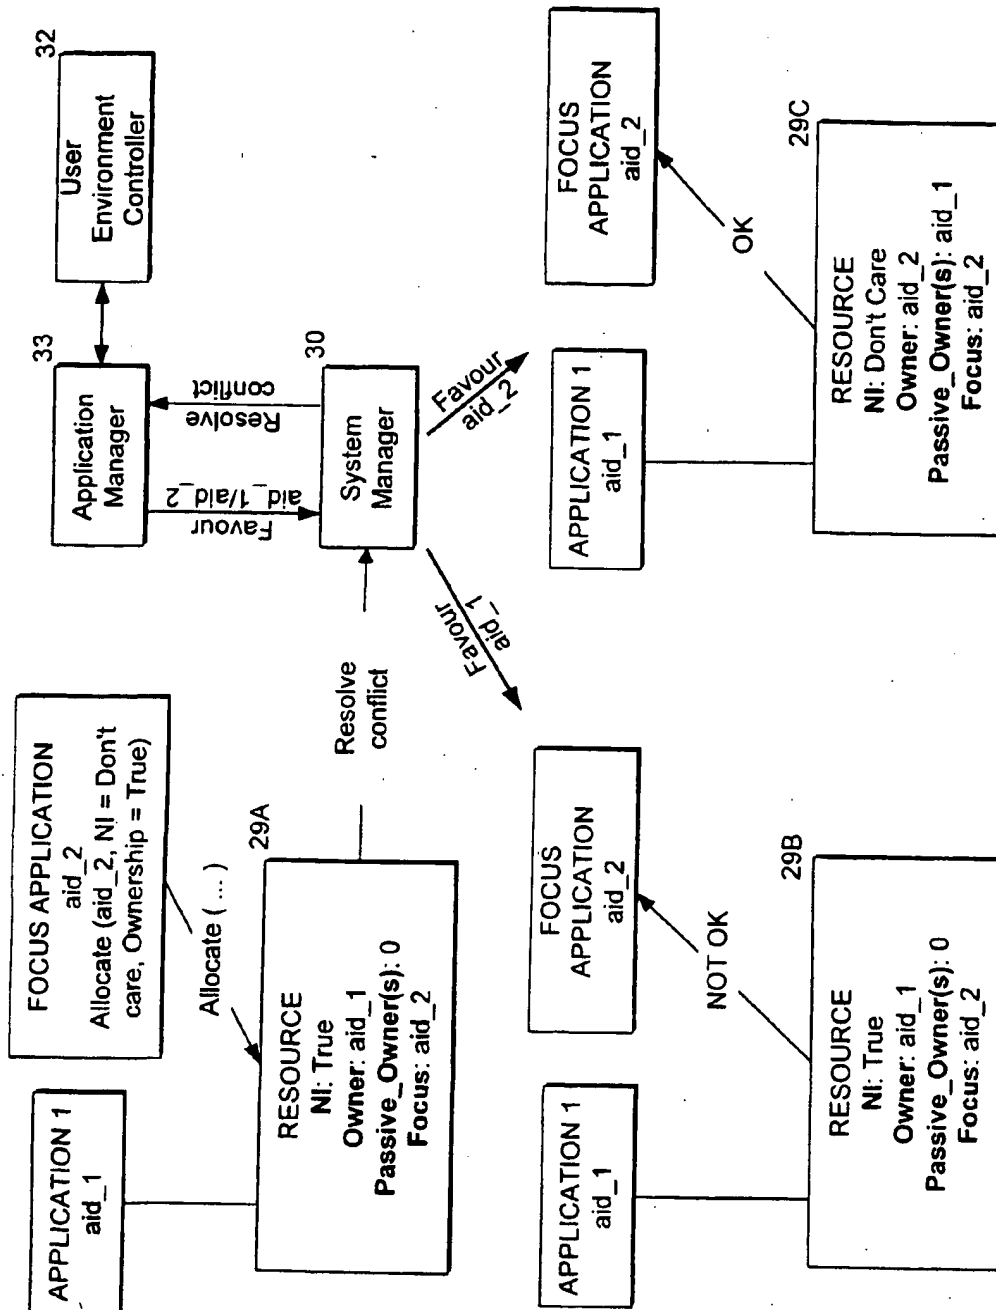 APPLICATION 1
aid_1
FOCUS APPLICATION
aid_2
Allocate (aid_2, NI = Don't
care, Ownership = True)
Allocate ( ... )
29A
RESOURCE
NI: True
Owner: aid_1
Passive_Owner(s): 0
Focus: aid_2
Resolve
conflict
33
Application
Manager
32
User
Environment
Controller
Favour
aid_1/aid_2
Resolve
conflict
30
System
Manager
Favour
aid_1
Favour
aid_2
APPLICATION 1
aid_1
FOCUS
APPLICATION
aid_2
NOT OK
29B
RESOURCE
NI: True
Owner: aid_1
Passive_Owner(s): 0
Focus: aid_2
APPLICATION 1
aid_1
FOCUS
APPLICATION
aid_2
OK
29C
RESOURCE
NI: Don't Care
Owner: aid_2
Passive_Owner(s): aid_1
Focus: aid_2